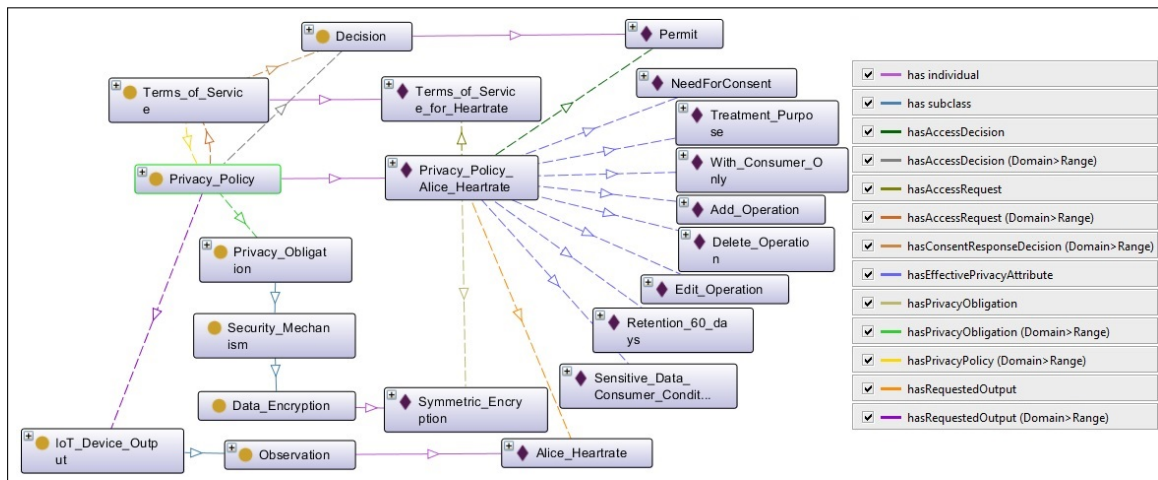 Decision
Permit
Terms_of_Servic
e
Terms_of_Servic
e_for_Heartrate
NeedForConsent
Treatment_Purpo
se
With_Consumer_O
nly
Privacy_Policy
Privacy_Policy_
Alice_Heartrate
Add_Operation
Delete_Operatio
n
Privacy_Obligat
ion
Edit_Operation
Security_Mechan
ism
Retention_60_da
ys
Sensitive_Data_
Consumer_Condit...
Data_Encryption
Symmetric_Encry
ption
IoT_Device_Outp
ut
Observation
Alice_Heartrate
has individual
has subclass
hasAccessDecision
hasAccessDecision (Domain>Range)
hasAccessRequest
hasAccessRequest (Domain>Range)
hasConsentResponseDecision (Domain>Range)
hasEffectivePrivacyAttribute
hasPrivacyObligation
hasPrivacyObligation (Domain>Range)
hasPrivacyPolicy (Domain>Range)
hasRequestedOutput
hasRequestedOutput (Domain>Range)